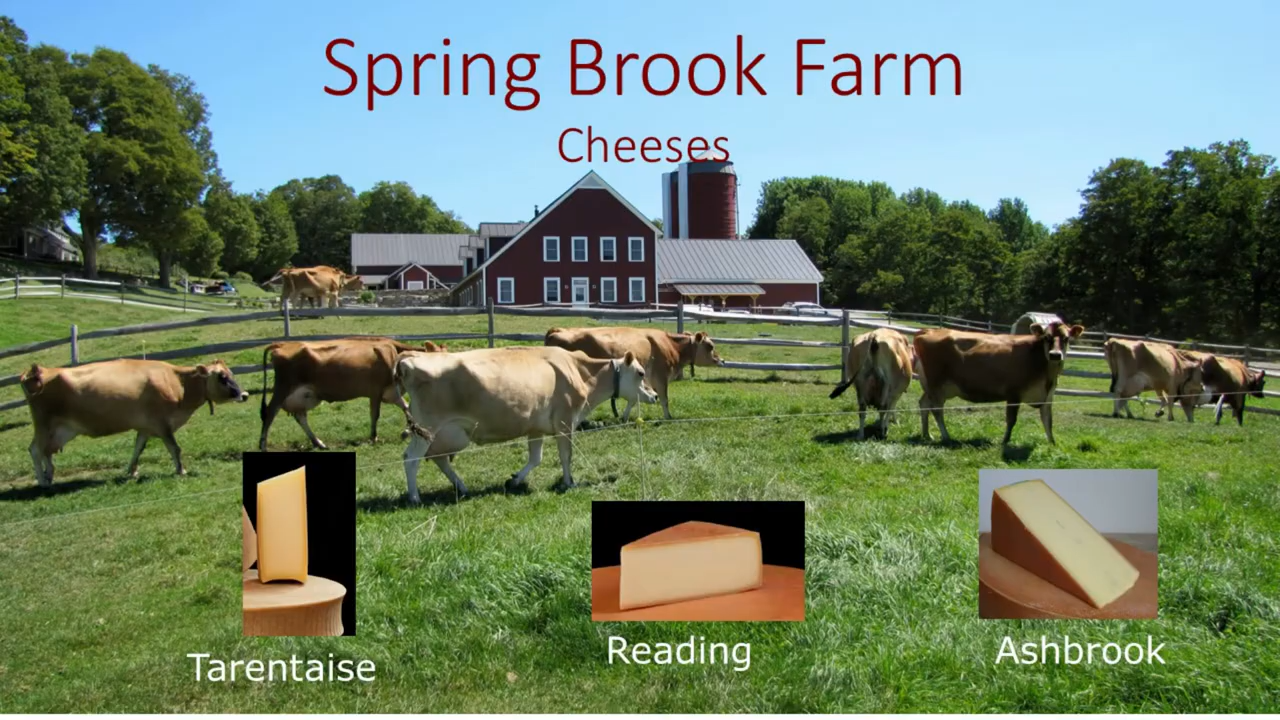 Spring Brook Farm
Cheeses
Tarentaise
Reading
Ashbrook